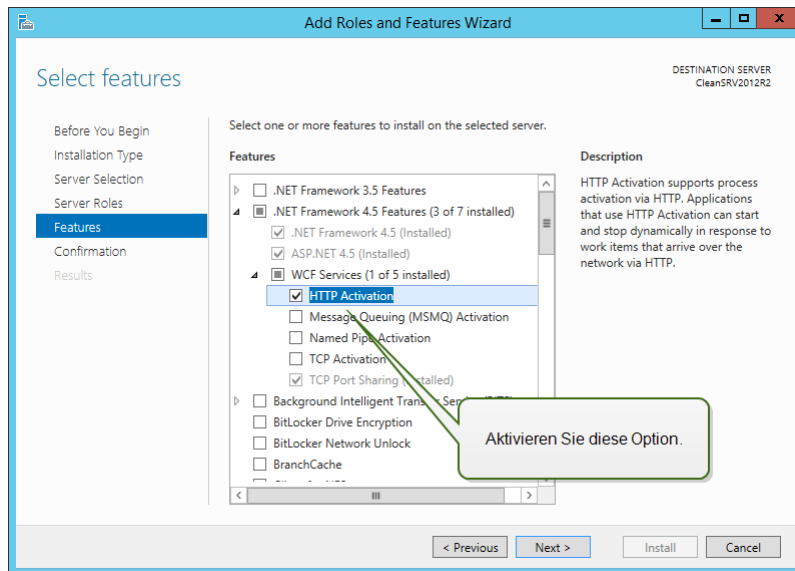 Add Roles and Features Wizard
Select features
DESTINATION SERVER
CleanSRV2012R2
Before You Begin
Installation Type
Server Selection
Server Roles
Features
Confirmation
Results
Select one or more features to install on the selected server.
Features
.NET Framework 3.5 Features
.NET Framework 4.5 Features (3 of 7 installed)
.NET Framework 4.5 (Installed)
ASP.NET 4.5 (Installed)
WCF Services (1 of 5 installed)
HTTP Activation
Message Queuing (MSMQ) Activation
Named Pipe Activation
TCP Activation
TCP Port Sharing (Installed)
Background Intelligent Transfer
BitLocker Drive Encryption
BitLocker Network Unlock
BranchCache
Description
HTTP Activation supports process
activation via HTTP. Applications
that use HTTP Activation can start
and stop dynamically in response to
work items that arrive over the
network via HTTP.
Aktivieren Sie diese Option.
< Previous
Next >
Install
Cancel